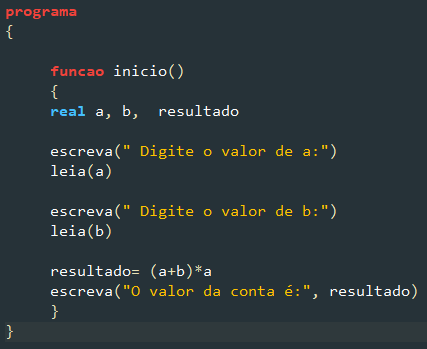 programa
{
funcao inicio()
{
real a, b,  resultado
escreva(" Digite o valor de a:")
leia(a)
escreva(" Digite o valor de b:")
leia(b)
resultado= (a+b)*a
escreva("O valor da conta é:", resultado)
}
}